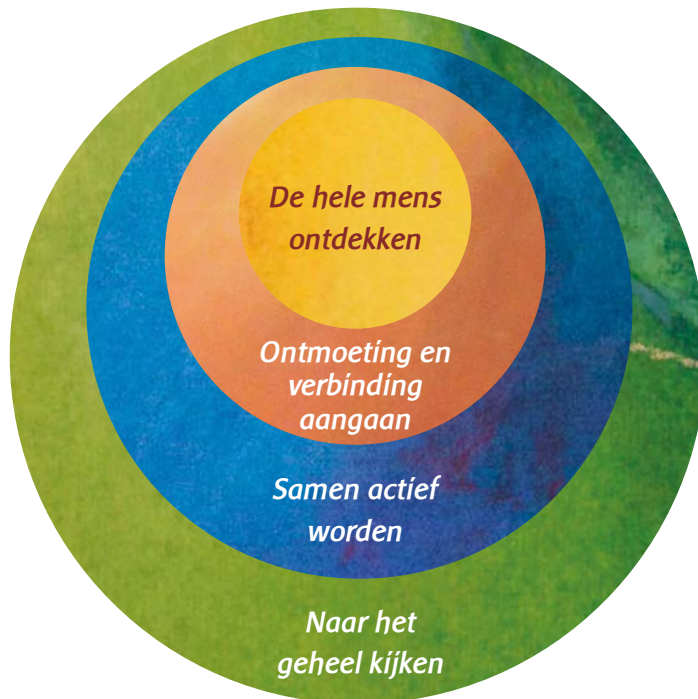 De hele mens
ontdekken
Ontmoeting en
verbinding
aangaan
Samen actief
worden
Naar het
geheel kijken